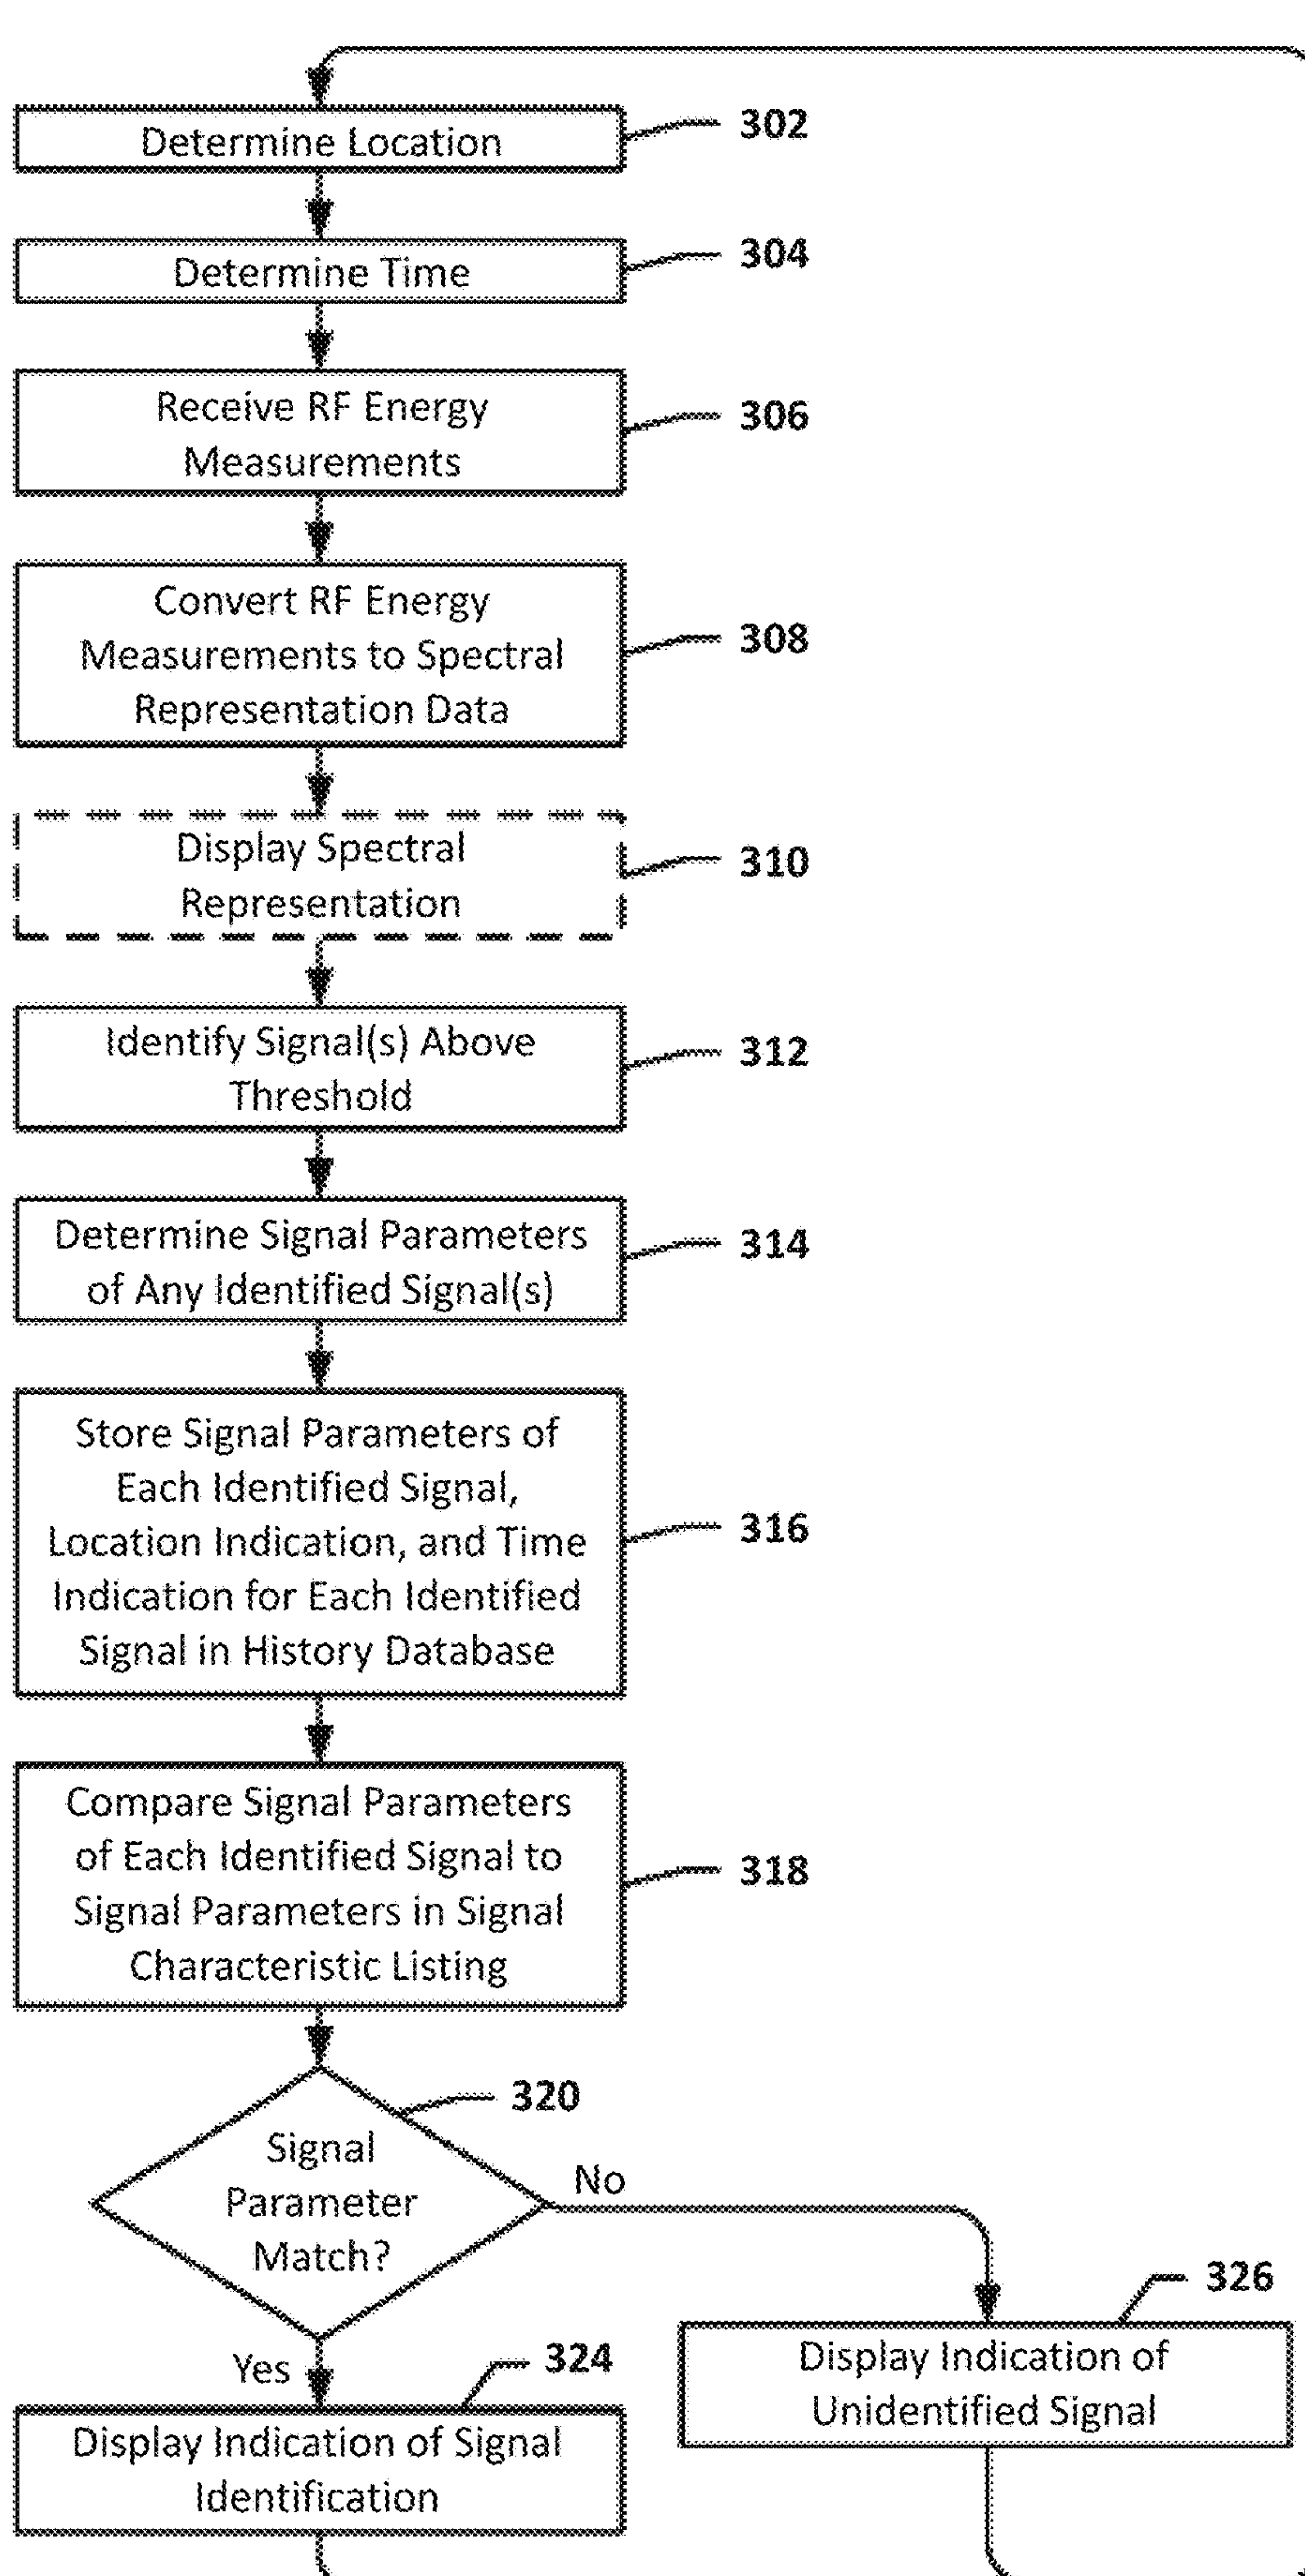 Determine Location
302
Determine Time
304
Receive RF Energy
Measurements
306
Convert RF Energy
Measurements to Spectral
Representation Data
308
Display Spectral
Representation
310
Identify Signal(s) Above
Threshold
312
Determine Signal Parameters
of Any Identified Signal(s)
314
Store Signal Parameters of
Each Identified Signal,
Location Indication, and Time
Indication for Each Identified
Signal in History Database
316
Compare Signal Parameters
of Each Identified Signal to
Signal Parameters in Signal
Characteristic Listing
318
320
Signal
Parameter
Match?
No
326
Display Indication of
Unidentified Signal
Yes
324
Display Indication of Signal
Identification